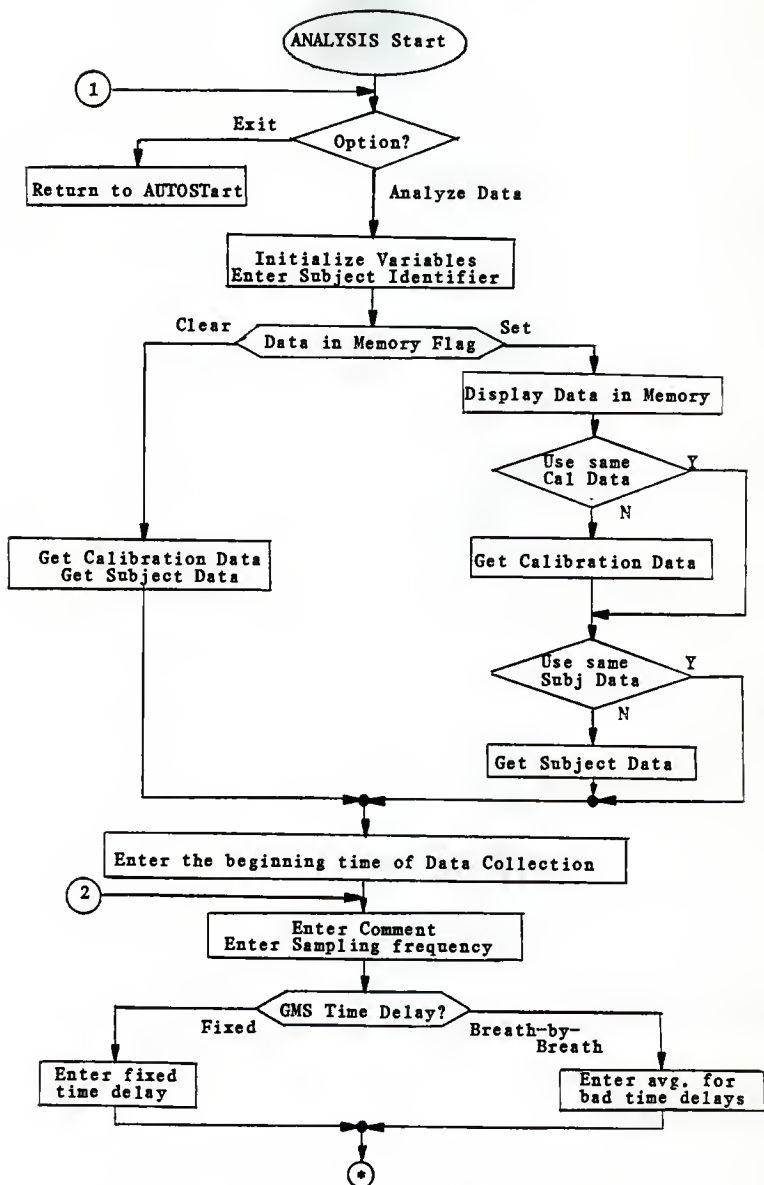 ANALYSIS Start
1
Exit
Option?
Return to AUTOSTart
Analyze Data
Initialize Variables
Enter Subject Identifier
Clear
Data in Memory Flag
Set
Display Data in Memory
Use same
Cal Data
Y
N
Get Calibration Data
Get Subject Data
Get Calibration Data
Use same
Subj Data
Y
N
Get Subject Data
Enter the beginning time of Data Collection
2
Enter Comment
Enter Sampling frequency
GMS Time Delay?
Fixed
Breath-by-
Breath
Enter fixed
time delay
Enter avg. for
bad time delays
*